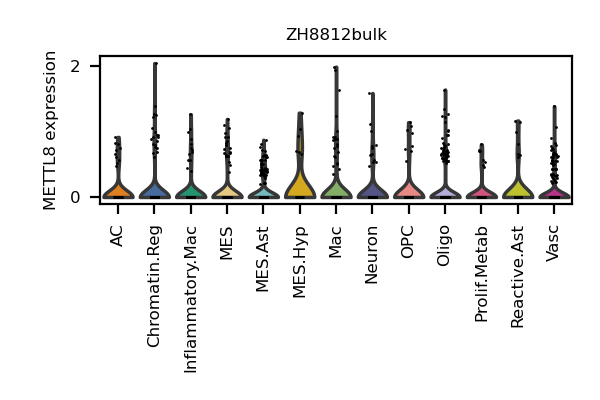 ZH8812bulk
METTL8 expression
2
0
AC
Chromatin.Reg
Inflammatory.Mac
MES
MES.Ast
MES.Hyp
Mac
Neuron
OPC
Oligo
Prolif.Metab
Reactive.Ast
Vasc